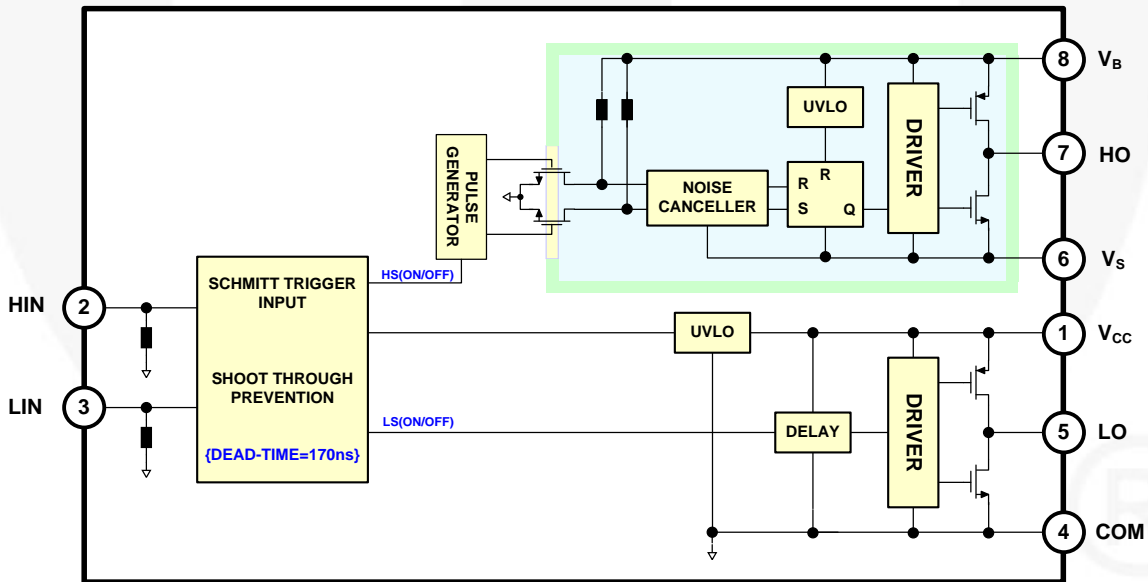 8
VB
UVLO
PULSE
GENERATOR
DRIVER
7
HO
R
NOISE
CANCELLER
R
S
Q
6
VS
HS(ON/OFF)
SCHMITT TRIGGER
INPUT
HIN
2
UVLO
1
VCC
SHOOT THROUGH
PREVENTION
LIN
3
LS(ON/OFF)
DELAY
DRIVER
5
LO
{DEAD-TIME=170ns}
4
COM